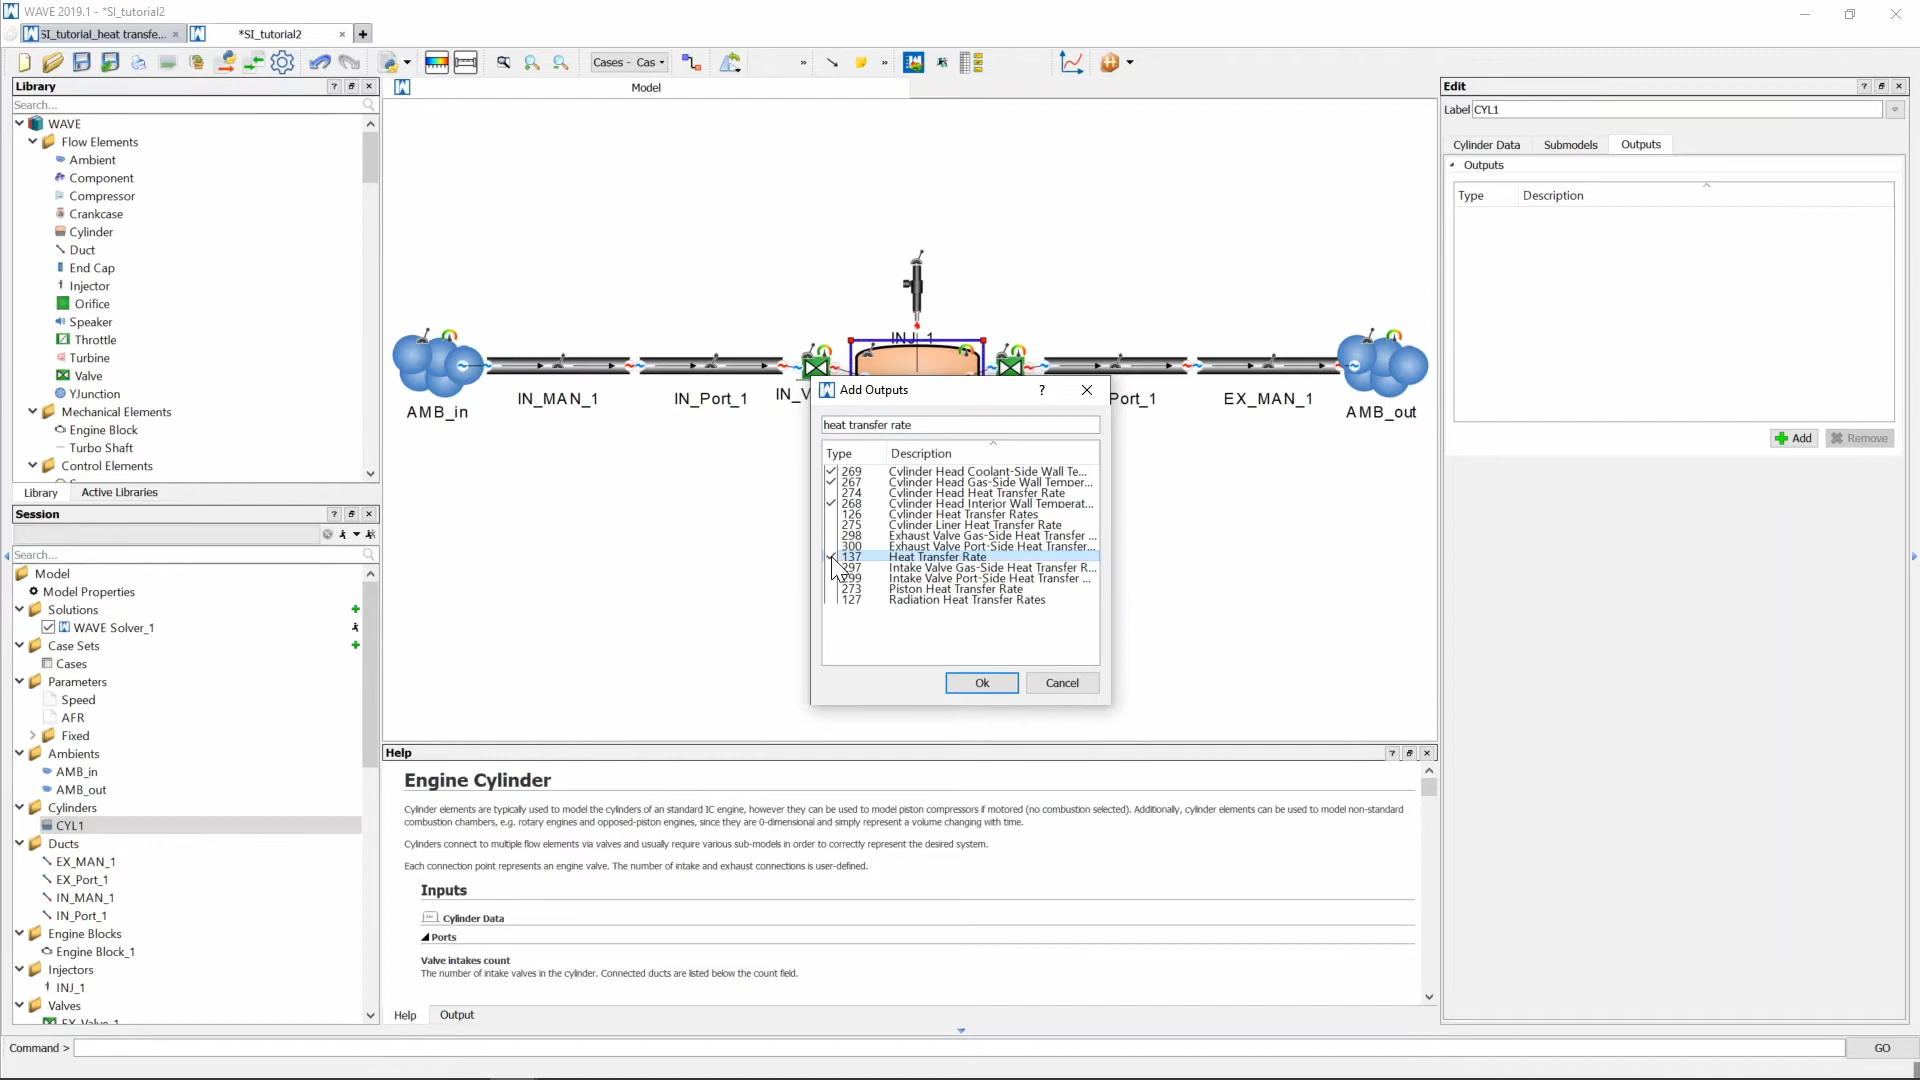 WAVE 2019.1 - *SI_tutorial2
SI_tutorial_heat transfe...
*SI_tutorial2
Cases - Cas
»
»
Library
Search...
WAVE
Flow Elements
Ambient
Component
Compressor
Crankcase
Cylinder
Duct
End Cap
Injector
Orifice
Speaker
Throttle
Turbine
Valve
YJunction
Mechanical Elements
Engine Block
Turbo Shaft
Control Elements
Library
Active Libraries
Session
Search...
Model
Model Properties
Solutions
WAVE Solver_1
Case Sets
Cases
Parameters
Speed
AFR
Fixed
Ambients
AMB_in
AMB_out
Cylinders
CYL1
Ducts
EX_MAN_1
EX_Port_1
IN_MAN_1
IN_Port_1
Engine Blocks
Engine Block_1
Injectors
INJ_1
Valves
EX_Valve_1
Model
INJ_1
AMB_in
IN_MAN_1
IN_Port_1
IN_V
Port_1
EX_MAN_1
AMB_out
Add Outputs
?
heat transfer rate
Type Description
269 Cylinder Head Coolant-Side Wall Te...
267 Cylinder Head Gas-Side Wall Temper...
274 Cylinder Head Heat Transfer Rate
268 Cylinder Head Interior Wall Temperat...
126 Cylinder Heat Transfer Rates
275 Cylinder Liner Heat Transfer Rate
298 Exhaust Valve Gas-Side Heat Transfer ...
300 Exhaust Valve Port-Side Heat Transfer...
137 Heat Transfer Rate
297 Intake Valve Gas-Side Heat Transfer R...
299 Intake Valve Port-Side Heat Transfer ...
273 Piston Heat Transfer Rate
127 Radiation Heat Transfer Rates
Ok
Cancel
Help
Engine Cylinder
Cylinder elements are typically used to model the cylinders of an standard IC engine, however they can be used to model piston compressors if motored (no combustion selected). Additionally, cylinder elements can be used to model non-standard
combustion chambers, e.g. rotary engines and opposed-piston engines, since they are 0-dimensional and simply represent a volume changing with time.
Cylinders connect to multiple flow elements via valves and usually require various sub-models in order to correctly represent the desired system.
Each connection point represents an engine valve. The number of intake and exhaust connections is user-defined.
Inputs
Cylinder Data
Ports
Valve intakes count
The number of intake valves in the cylinder. Connected ducts are listed below the count field.
Help
Output
Edit
Label CYL1
Cylinder Data
Submodels
Outputs
Outputs
Type Description
Add
Remove
Command >
GO